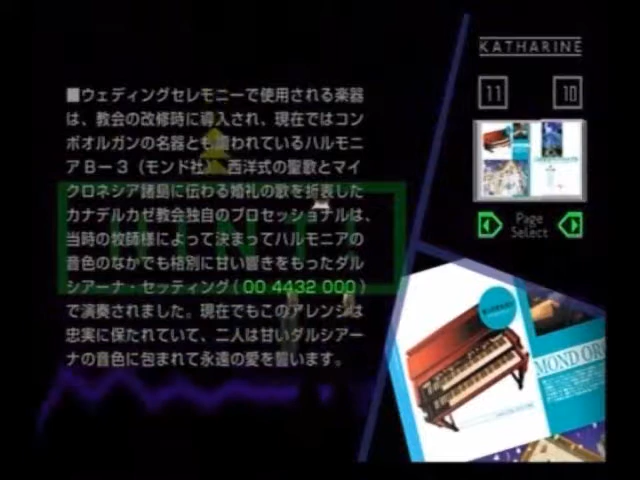 KATHARINE
11
10
■ウェディングセレモニーで使用される楽器
は、教会の改修時に導入され、現在ではコン
ボオルガンの名器とも謳われているハルモニ
アB－3（モンド社）西洋式の聖歌とマイ
クロネシア諸島に伝わる婚礼の歌を折衷した
カナデルカゼ教会独自のプロセッショナルは、
当時の牧師様によって決まってハルモニアの
音色のなかでも格別に甘い響きをもったダル
シアーナ・セッティング（00 4432 000）
で演奏されました。現在でもこのアレンジは
忠実に保たれていて、二人は甘いダルシアー
ナの音色に包まれて永遠の愛を誓います。
Page
Select
MOND OR